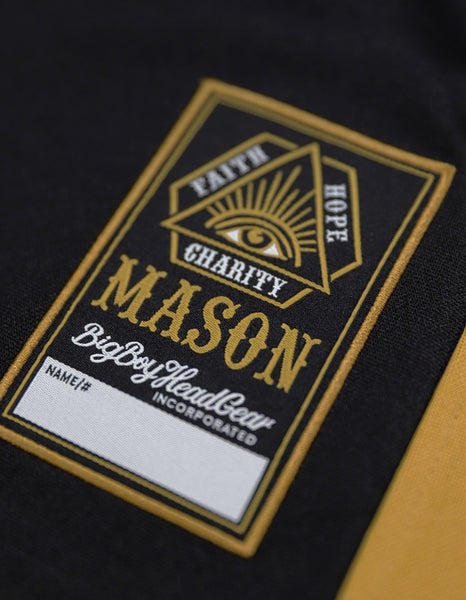 FAITH
HOPE
CHARITY
MASON
BigBoyHeadGear
INCORPORATED
NAME/#